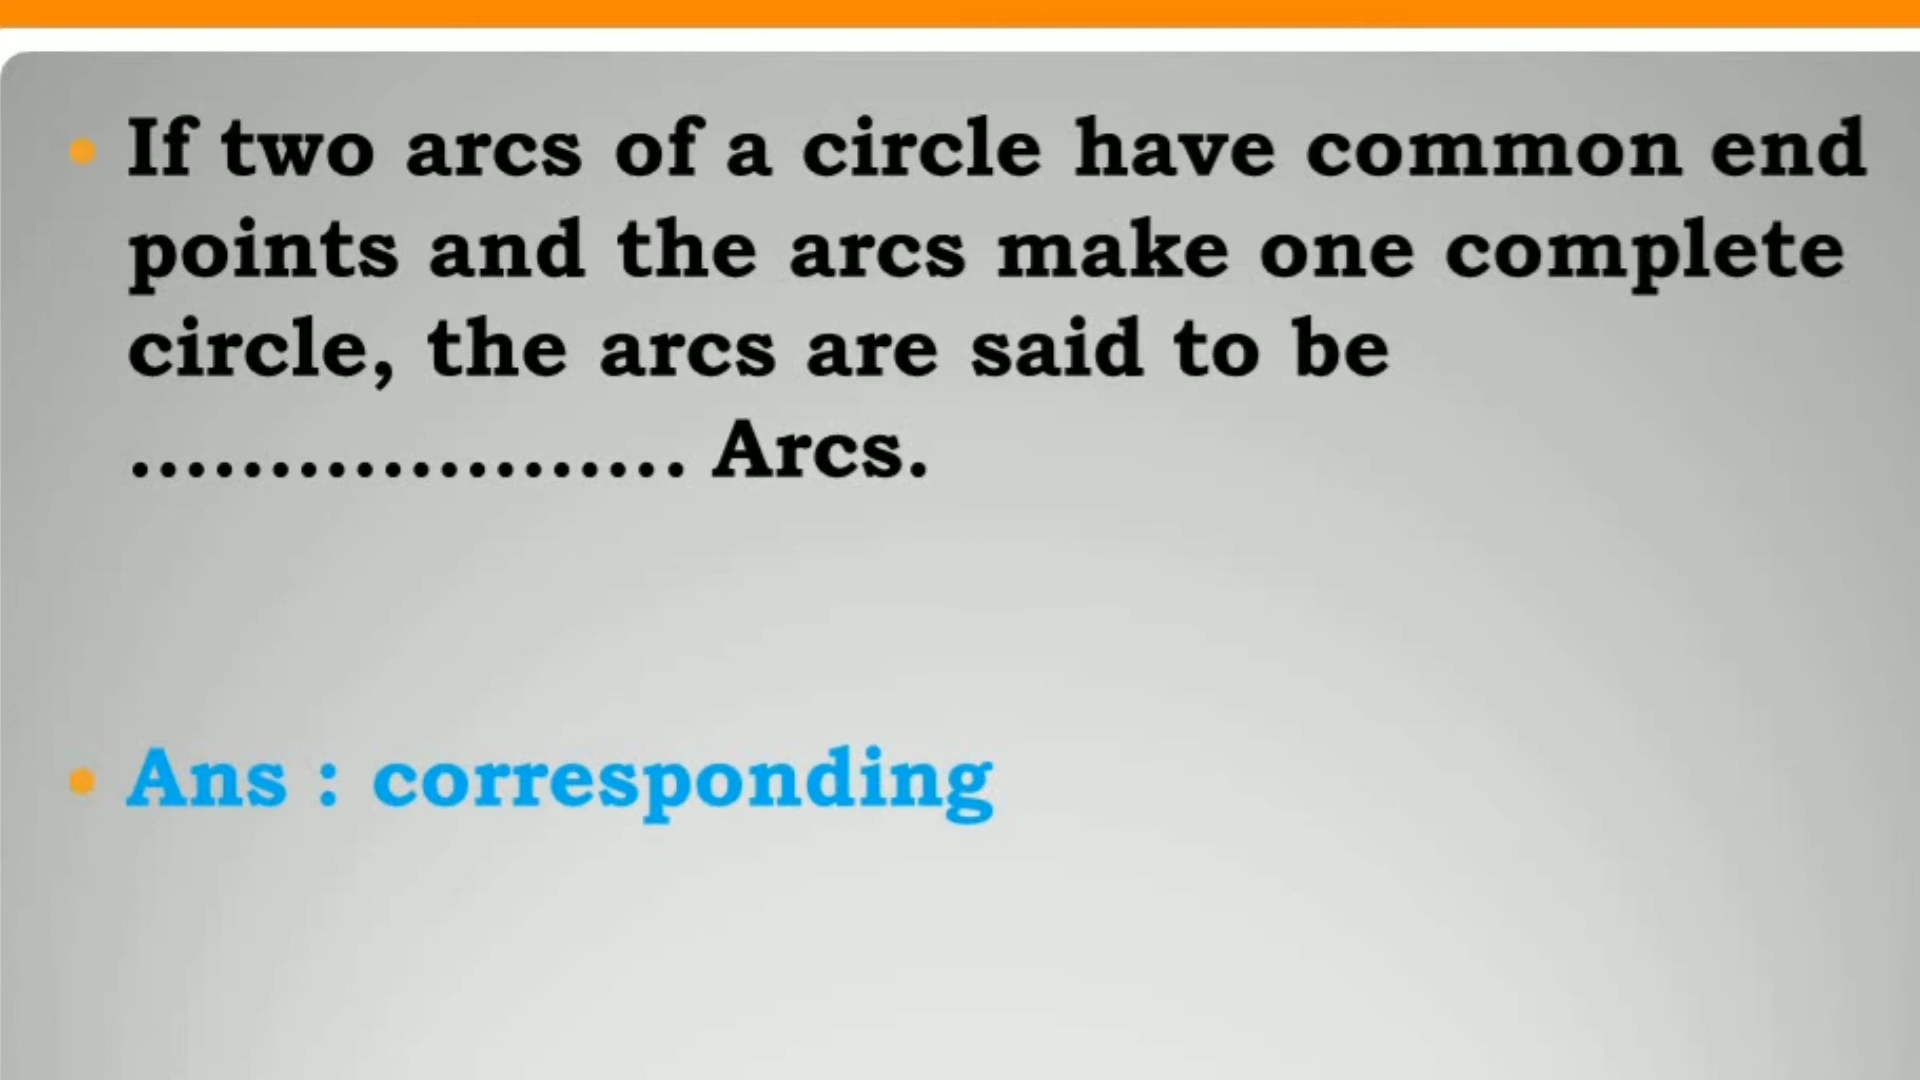 If two arcs of a circle have common end
points and the arcs make one complete
circle, the arcs are said to be
.................... Arcs.
Ans : corresponding